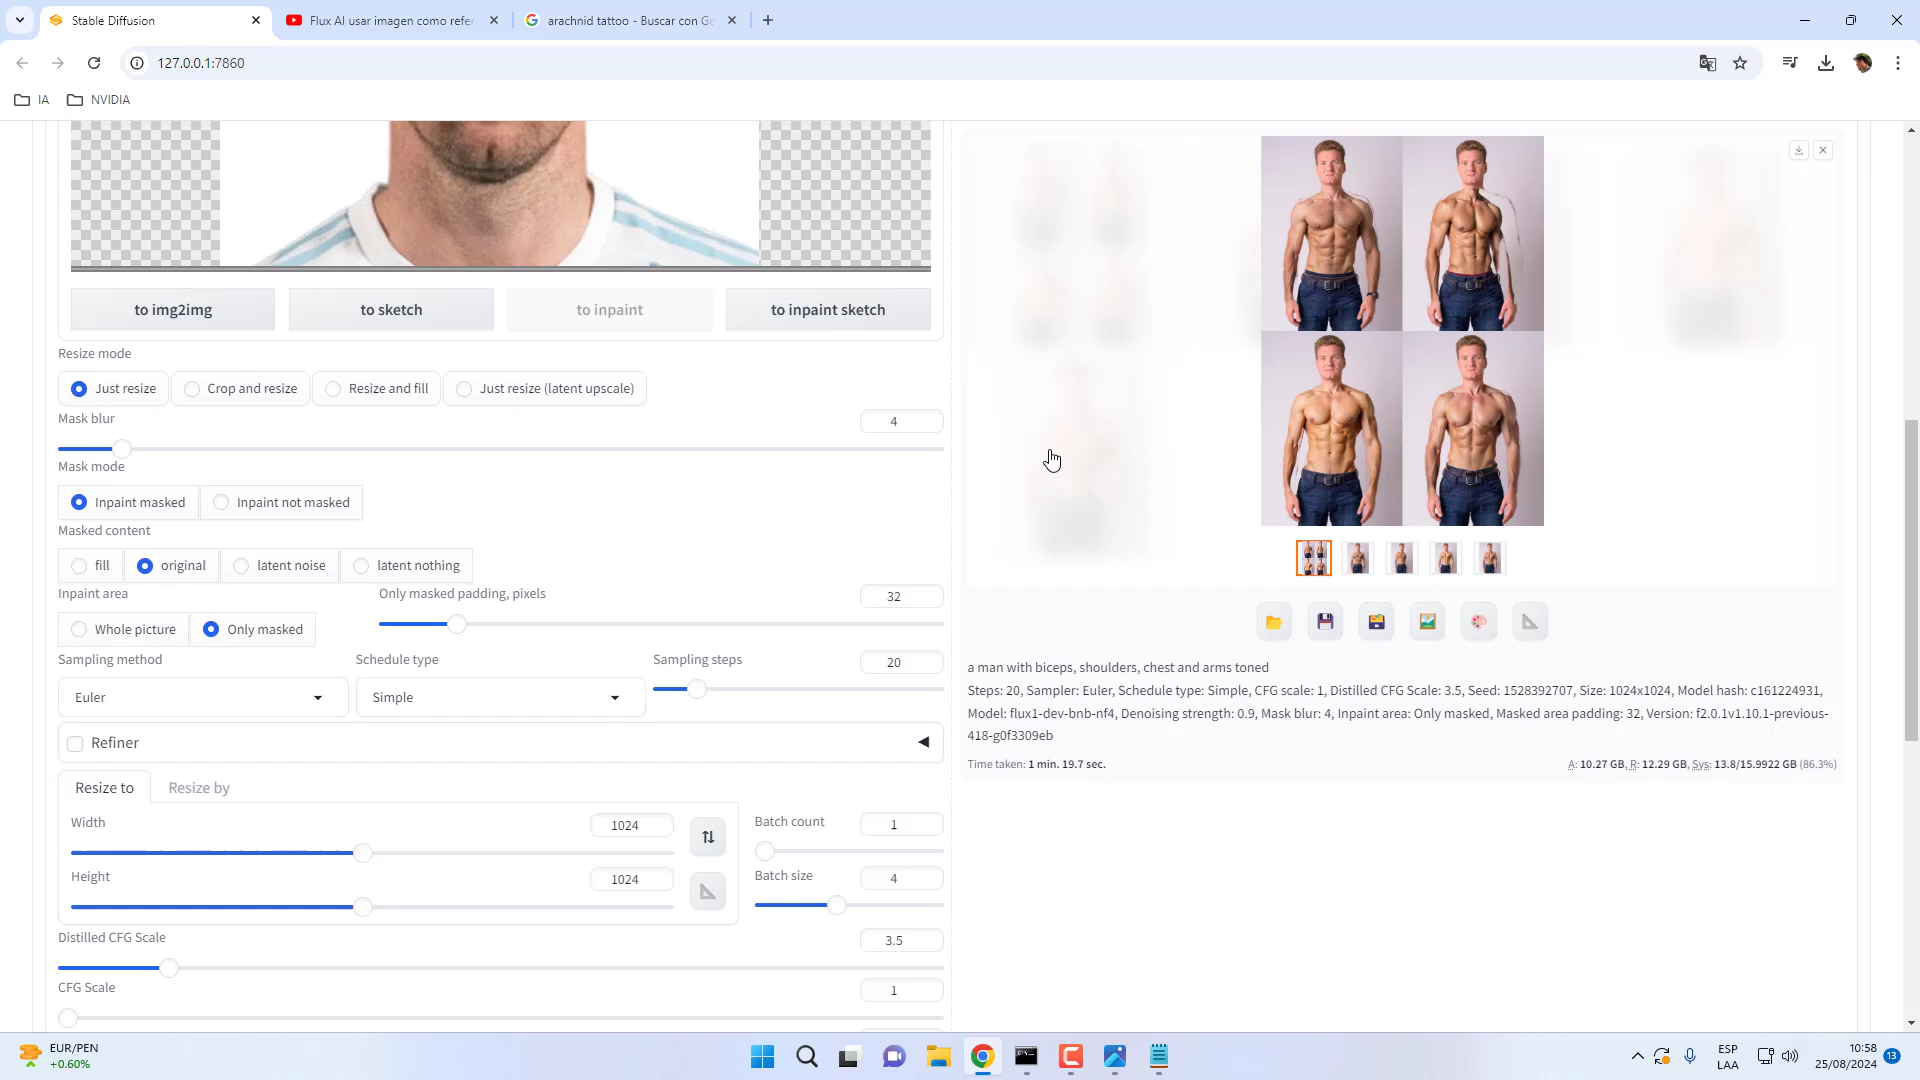 Stable Diffusion
Flux AI usar imagen como refer
arachnid tattoo - Buscar con Go
127.0.0.1:7860
IA
NVIDIA
to img2img
to sketch
to inpaint
to inpaint sketch
Resize mode
Just resize
Crop and resize
Resize and fill
Just resize (latent upscale)
Mask blur
4
Mask mode
Inpaint masked
Inpaint not masked
Masked content
fill
original
latent noise
latent nothing
Inpaint area
Only masked padding, pixels
32
Whole picture
Only masked
Sampling method
Schedule type
Sampling steps
20
Euler
Simple
Refiner
Resize to
Resize by
Width
1024
Height
1024
Batch count
1
Batch size
4
Distilled CFG Scale
3.5
CFG Scale
1
a man with biceps, shoulders, chest and arms toned
Steps: 20, Sampler: Euler, Schedule type: Simple, CFG scale: 1, Distilled CFG Scale: 3.5, Seed: 1528392707, Size: 1024x1024, Model hash: c161224931,
Model: flux1-dev-bnb-nf4, Denoising strength: 0.9, Mask blur: 4, Inpaint area: Only masked, Masked area padding: 32, Version: f2.0.1v1.10.1-previous-
418-g0f3309eb
Time taken: 1 min. 19.7 sec.
A: 10.27 GB, R: 12.29 GB, Sys: 13.8/15.9922 GB (86.3%)
EUR/PEN
+0.60%
ESP
LAA
10:58
25/08/2024
13